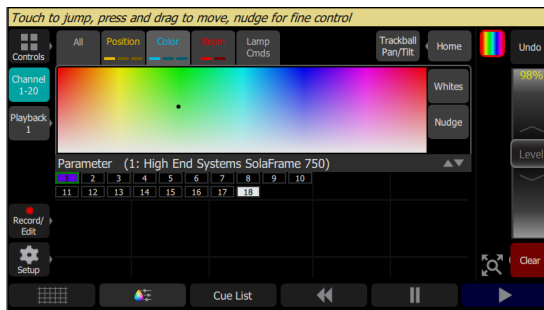 Touch to jump, press and drag to move, nudge for fine control
Controls
All
Position
Color
Beam
Lamp
Cmds
Trackball
Pan/Tilt
Home
Undo
Channel
1-20
98%
Whites
Playback
1
Nudge
Level
Parameter (1: High End Systems SolaFrame 750)
1 2 3 4 5 6 7 8 9 10
11 12 13 14 15 16 17 18
Record/
Edit
Setup
Clear
Cue List